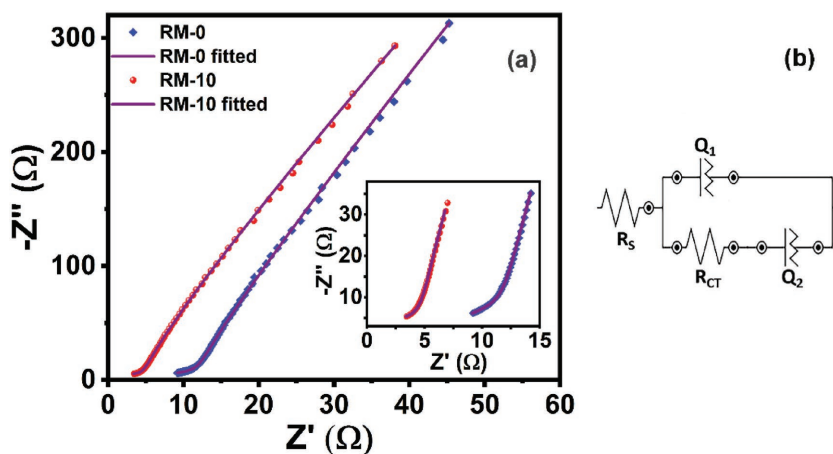 300
200
100
0
-Z'' (Ω)
RM-0
RM-0 fitted
RM-10
RM-10 fitted
(a)
30
20
10
-Z'' (Ω)
0 5 10 15
Z' (Ω)
0 10 20 30 40 50 60
Z' (Ω)
(b)
Q1
RS
RCT Q2